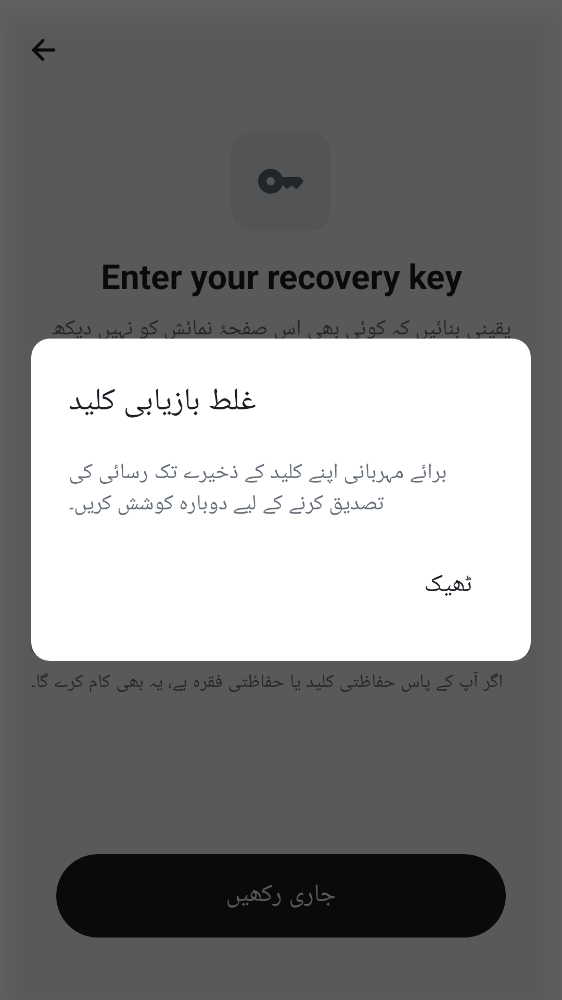 Enter your recovery key
یقینی بنائیں کہ کوئی بھی اس صفحۂ نمائش کو نہیں دیکھ
غلط بازیابی کلید
برائے مہربانی اپنے کلید کے ذخیرے تک رسائی کی
تصدیق کرنے کے لیے دوبارہ کوشش کریں۔
ٹھیک
اگر آپ کے پاس حفاظتی کلید یا حفاظتی فقرہ ہے، یہ بھی کام کرے گا۔
جاری رکھیں